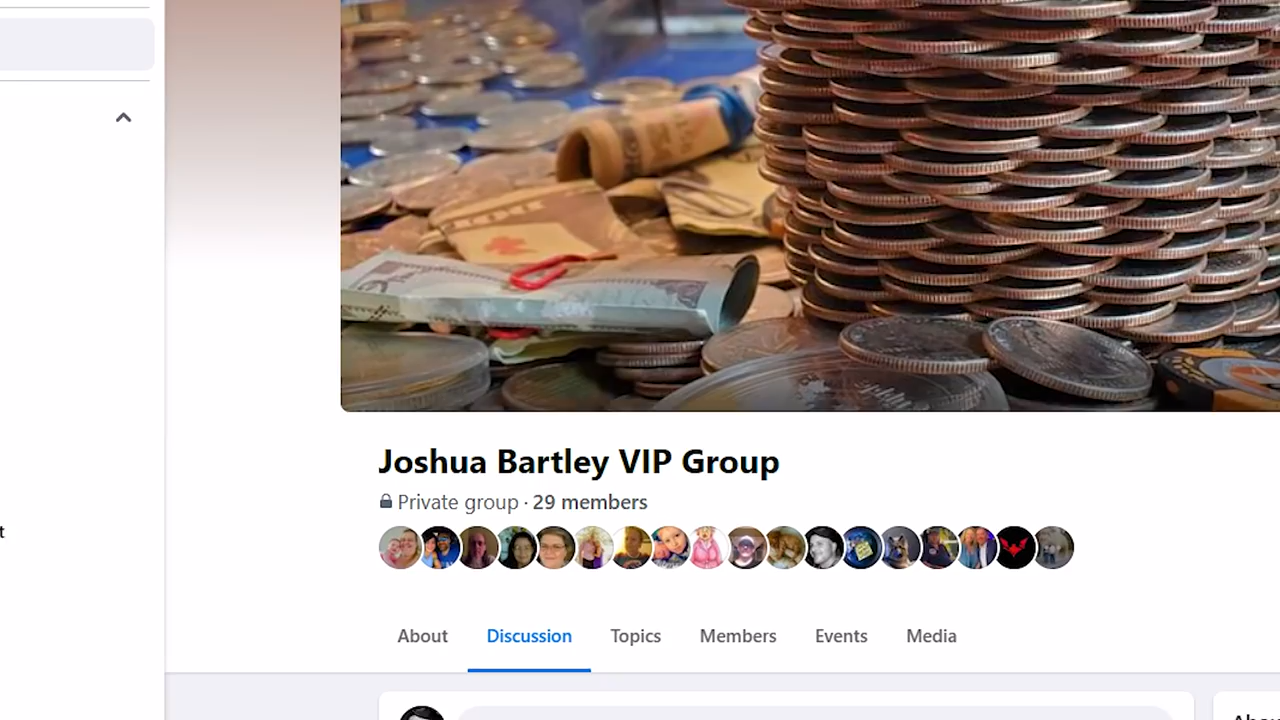 Joshua Bartley VIP Group
Private group · 29 members
t
About Discussion Topics Members Events Media